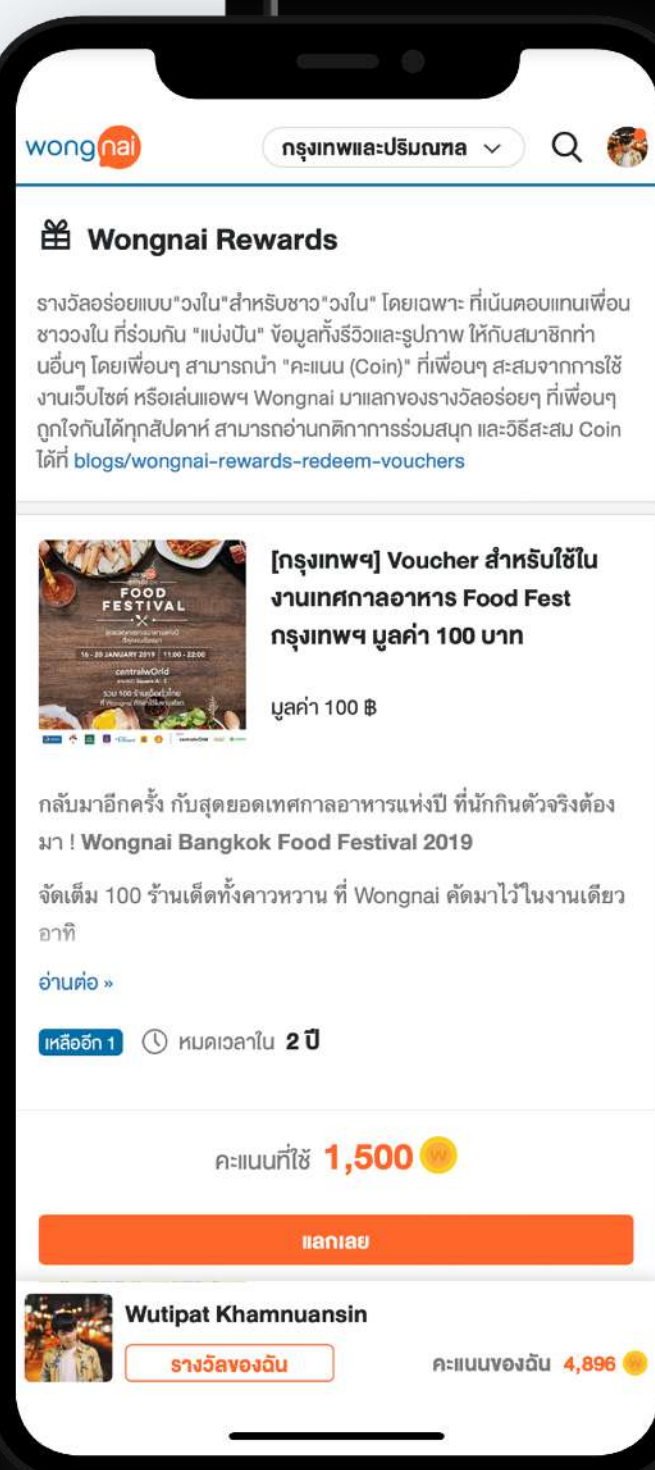 wongnai
กรุงเทพและปริมณฑล
Wongnai Rewards
รางวัลอร่อยแบบ"วงใน"สำหรับชาว"วงใน" โดยเฉพาะ ที่เน้นตอบแทนเพื่อน
ชาววงใน ที่ร่วมกัน "แบ่งปัน" ข้อมูลทั้งรีวิวและรูปภาพ ให้กับสมาชิกท่า
นอื่นๆ โดยเพื่อนๆ สามารถนำ "คะแนน (Coin)" ที่เพื่อนๆ สะสมจากการใช้
งานเว็บไซต์ หรือเล่นแอพฯ Wongnai มาแลกของรางวัลอร่อยๆ ที่เพื่อนๆ
ถูกใจกันได้ทุกสัปดาห์ สามารถอ่านกติกาการร่วมสนุก และวิธีสะสม Coin
ได้ที่ blogs/wongnai-rewards-redeem-vouchers
FOOD
FESTIVAL
16 - 20 JANUARY 2019 | 11:00 - 22:00
centralwOrld
[กรุงเทพฯ] Voucher สำหรับใช้ใน
งานเทศกาลอาหาร Food Fest
กรุงเทพฯ มูลค่า 100 บาท
มูลค่า 100 ฿
กลับมาอีกครั้ง กับสุดยอดเทศกาลอาหารแห่งปี ที่นักกินตัวจริงต้อง
มา ! Wongnai Bangkok Food Festival 2019
จัดเต็ม 100 ร้านเด็ดทั้งคาวหวาน ที่ Wongnai คัดมาไว้ในงานเดียว
อาทิ
อ่านต่อ »
เหลืออีก 1 หมดเวลาใน 2 ปี
คะแนนที่ใช้ 1,500
แลกเลย
Wutipat Khamnuansin
รางวัลของฉัน
คะแนนของฉัน 4,896